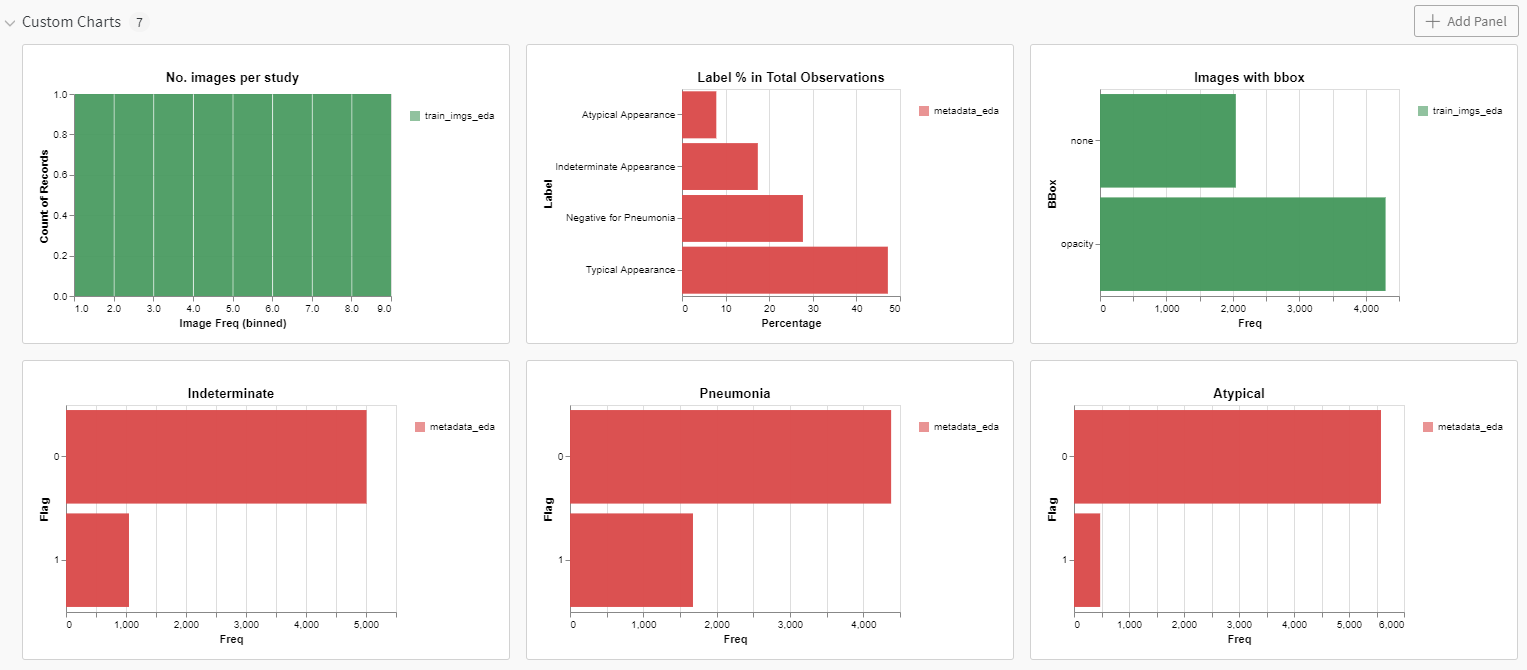 Custom Charts 7
+ Add Panel
No. images per study
Count of Records
1.0
0.8
0.6
0.4
0.2
0.0
1.0 2.0 3.0 4.0 5.0 6.0 7.0 8.0 9.0
Image Freq (binned)
train_imgs_eda
Label % in Total Observations
Label
Atypical Appearance
Indeterminate Appearance
Negative for Pneumonia
Typical Appearance
0 10 20 30 40 50
Percentage
metadata_eda
Images with bbox
BBox
none
opacity
0 1,000 2,000 3,000 4,000
Freq
train_imgs_eda
Indeterminate
Flag
0
1
0 1,000 2,000 3,000 4,000 5,000
Freq
metadata_eda
Pneumonia
Flag
0
1
0 1,000 2,000 3,000 4,000
Freq
metadata_eda
Atypical
Flag
0
1
0 1,000 2,000 3,000 4,000 5,000 6,000
Freq
metadata_eda